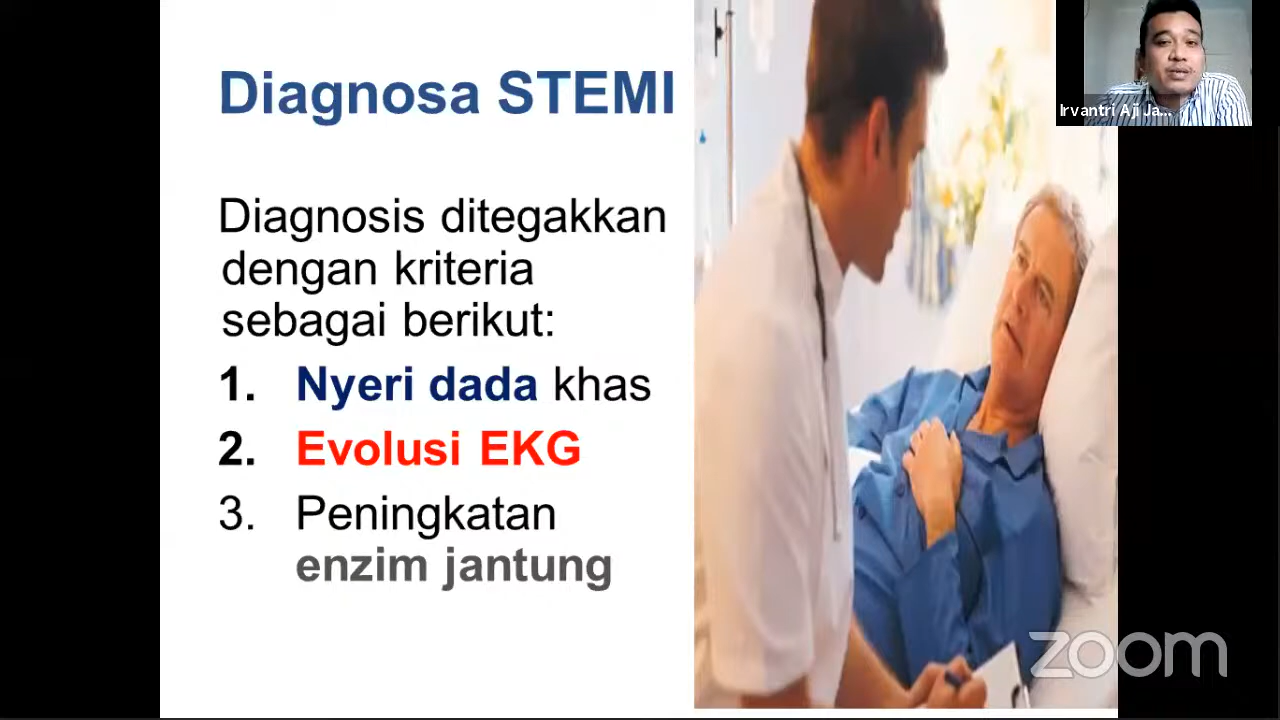 Diagnosa STEMI
Irvantri Aji Ja...
Diagnosis ditegakkan
dengan kriteria
sebagai berikut:
1. Nyeri dada khas
2. Evolusi EKG
3. Peningkatan
enzim jantung
zoom